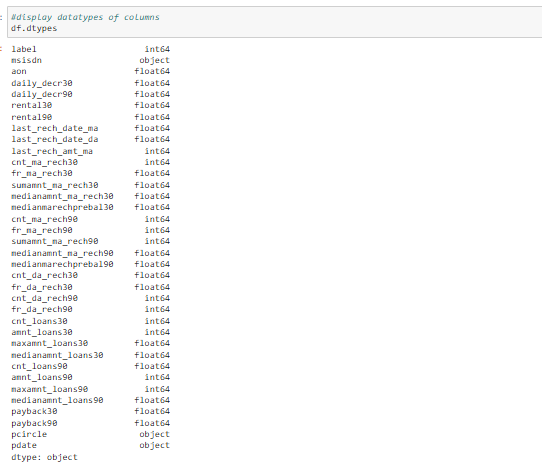 #display datatypes of columns
df.dtypes
label int64
msisdn object
aon float64
daily_decr30 float64
daily_decr90 float64
rental30 float64
rental90 float64
last_rech_date_ma float64
last_rech_date_da float64
last_rech_amt_ma int64
cnt_ma_rech30 int64
fr_ma_rech30 float64
sumamnt_ma_rech30 float64
medianamnt_ma_rech30 float64
medianmarechprebal30 float64
cnt_ma_rech90 int64
fr_ma_rech90 int64
sumamnt_ma_rech90 int64
medianamnt_ma_rech90 float64
medianmarechprebal90 float64
cnt_da_rech30 float64
fr_da_rech30 float64
cnt_da_rech90 int64
fr_da_rech90 int64
cnt_loans30 int64
amnt_loans30 int64
maxamnt_loans30 float64
medianamnt_loans30 float64
cnt_loans90 float64
amnt_loans90 int64
maxamnt_loans90 int64
medianamnt_loans90 float64
payback30 float64
payback90 float64
pcircle object
pdate object
dtype: object